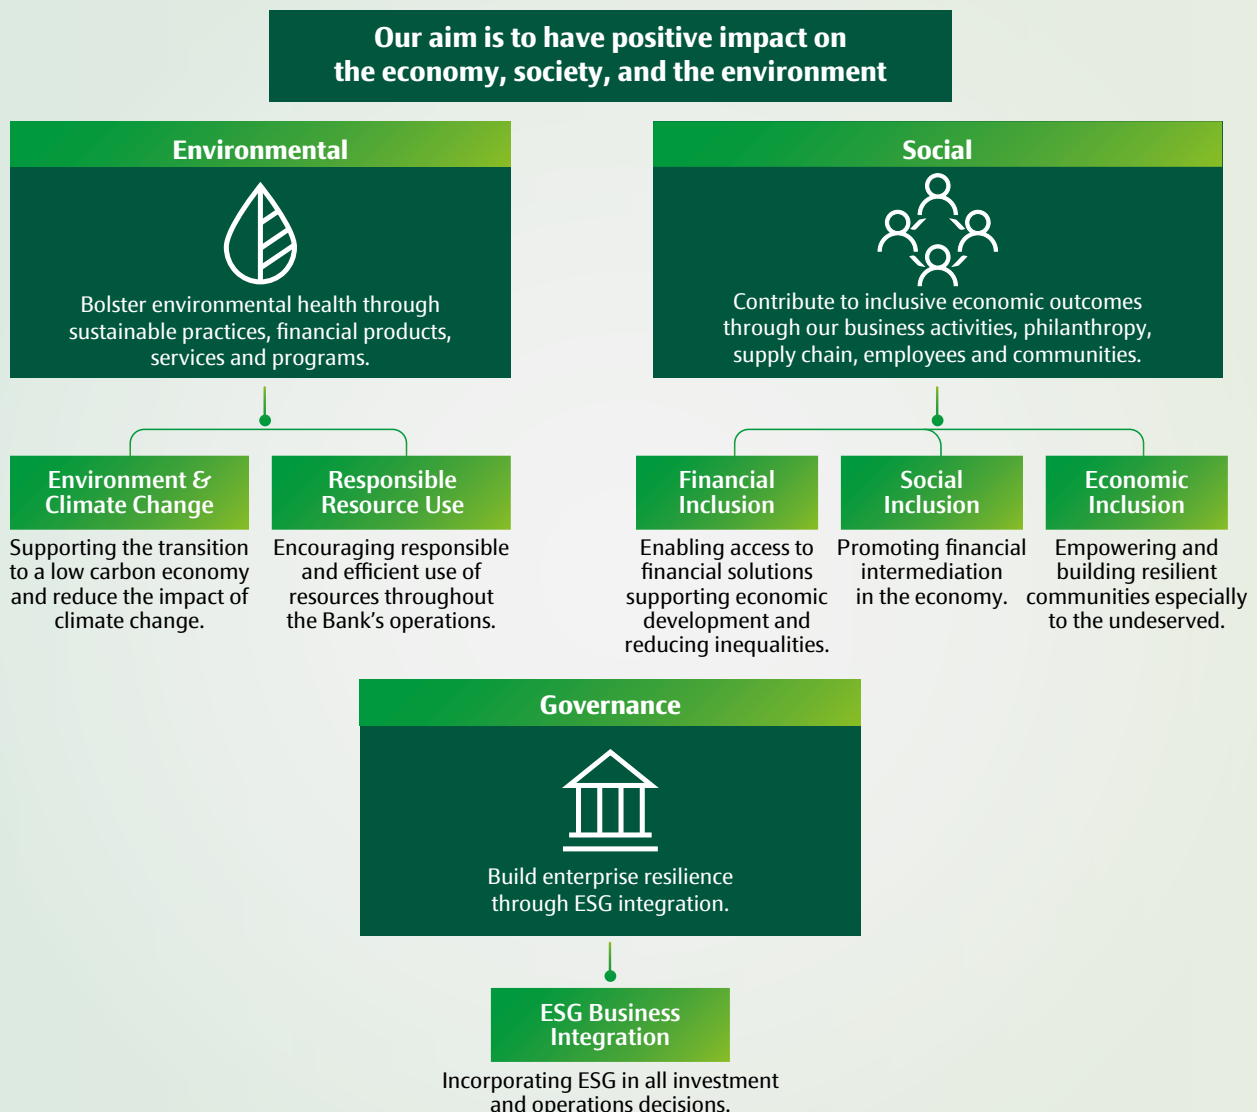 Our aim is to have positive impact on
the economy, society, and the environment
Environmental
Bolster environmental health through
sustainable practices, financial products,
services and programs.
Environment &
Climate Change
Supporting the transition
to a low carbon economy
and reduce the impact of
climate change.
Responsible
Resource Use
Encouraging responsible
and efficient use of
resources throughout
the Bank's operations.
Social
Contribute to inclusive economic outcomes
through our business activities, philanthropy,
supply chain, employees and communities.
Financial
Inclusion
Enabling access to
financial solutions
supporting economic
development and
reducing inequalities.
Social
Inclusion
Promoting financial
intermediation
in the economy.
Economic
Inclusion
Empowering and
building resilient
communities especially
to the undeserved.
Governance
Build enterprise resilience
through ESG integration.
ESG Business
Integration
Incorporating ESG in all investment
and operations decisions.